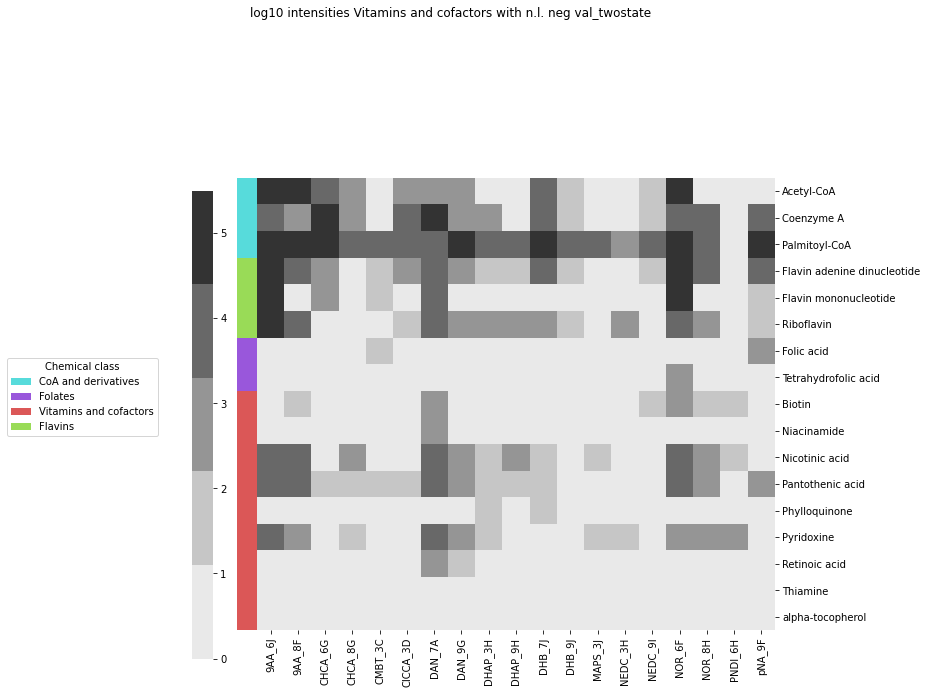 log10 intensities Vitamins and cofactors with n.l. neg val_twostate
Chemical class
CoA and derivatives
Folates
Vitamins and cofactors
Flavins
5
4
3
2
1
0
Acetyl-CoA
Coenzyme A
Palmitoyl-CoA
Flavin adenine dinucleotide
Flavin mononucleotide
Riboflavin
Folic acid
Tetrahydrofolic acid
Biotin
Niacinamide
Nicotinic acid
Pantothenic acid
Phylloquinone
Pyridoxine
Retinoic acid
Thiamine
alpha-tocopherol
9AA_6J
9AA_8F
CHCA_6G
CHCA_8G
CMBT_3C
ClCCA_3D
DAN_7A
DAN_9G
DHAP_3H
DHAP_9H
DHB_7J
DHB_9J
MAPS_3J
NEDC_3H
NEDC_9I
NOR_6F
NOR_8H
PNDI_6H
pNA_9F